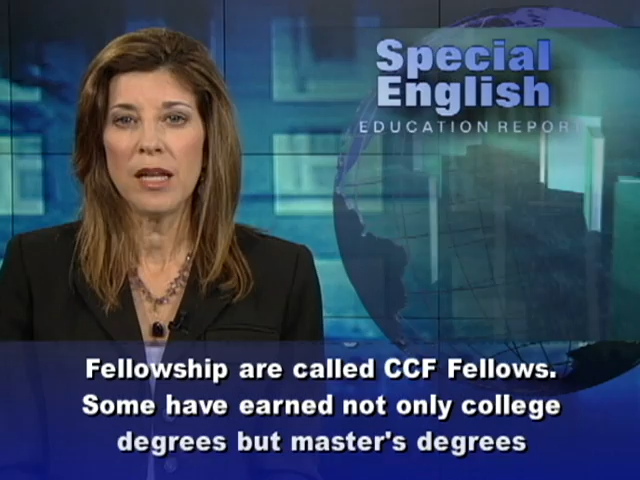 Special
English
EDUCATION REPORT
Fellowship are called CCF Fellows.
Some have earned not only college
degrees but master's degrees